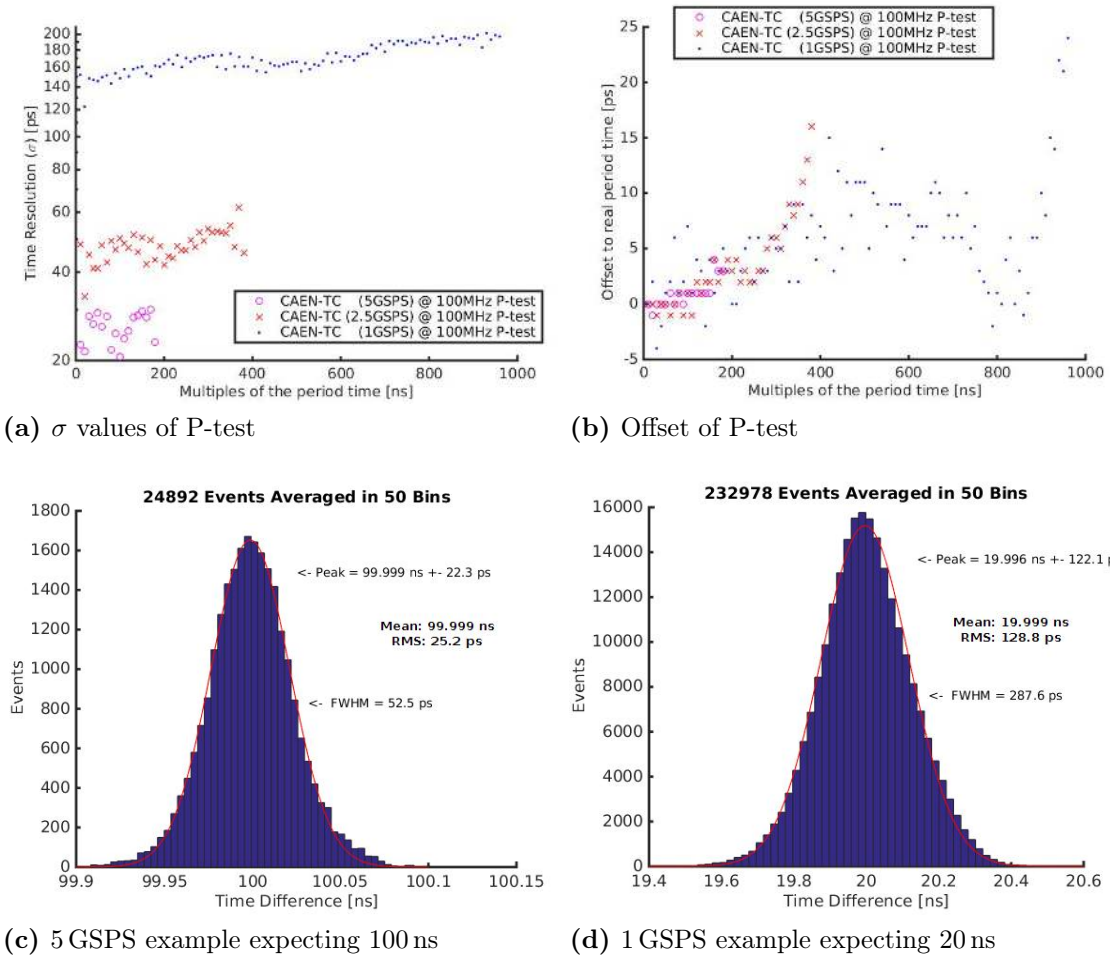 200
180
160
140
120
100
80
60
40
20
0
200
400
600
800
1000
Time Resolution (σ) [ps]
Multiples of the period time [ns]
CAEN-TC (5GSPS) @ 100MHz P-test
CAEN-TC (2.5GSPS) @ 100MHz P-test
CAEN-TC (1GSPS) @ 100MHz P-test
(a) σ values of P-test
CAEN-TC (5GSPS) @ 100MHz P-test
CAEN-TC (2.5GSPS) @ 100MHz P-test
CAEN-TC (1GSPS) @ 100MHz P-test
25
20
15
10
5
0
-5
0
200
400
600
800
1000
Offset to real period time [ps]
Multiples of the period time [ns]
(b) Offset of P-test
24892 Events Averaged in 50 Bins
1800
1600
1400
1200
1000
800
600
400
200
0
99.9
99.95
100
100.05
100.1
100.15
Events
<- Peak = 99.999 ns +- 22.3 ps
Mean: 99.999 ns
RMS: 25.2 ps
<- FWHM = 52.5 ps
Time Difference [ns]
(c) 5 GSPS example expecting 100 ns
232978 Events Averaged in 50 Bins
16000
14000
12000
10000
8000
6000
4000
2000
0
19.4
19.6
19.8
20
20.2
20.4
20.6
Events
<- Peak = 19.996 ns +- 122.1 p
Mean: 19.999 ns
RMS: 128.8 ps
<- FWHM = 287.6 ps
Time Difference [ns]
(d) 1 GSPS example expecting 20 ns